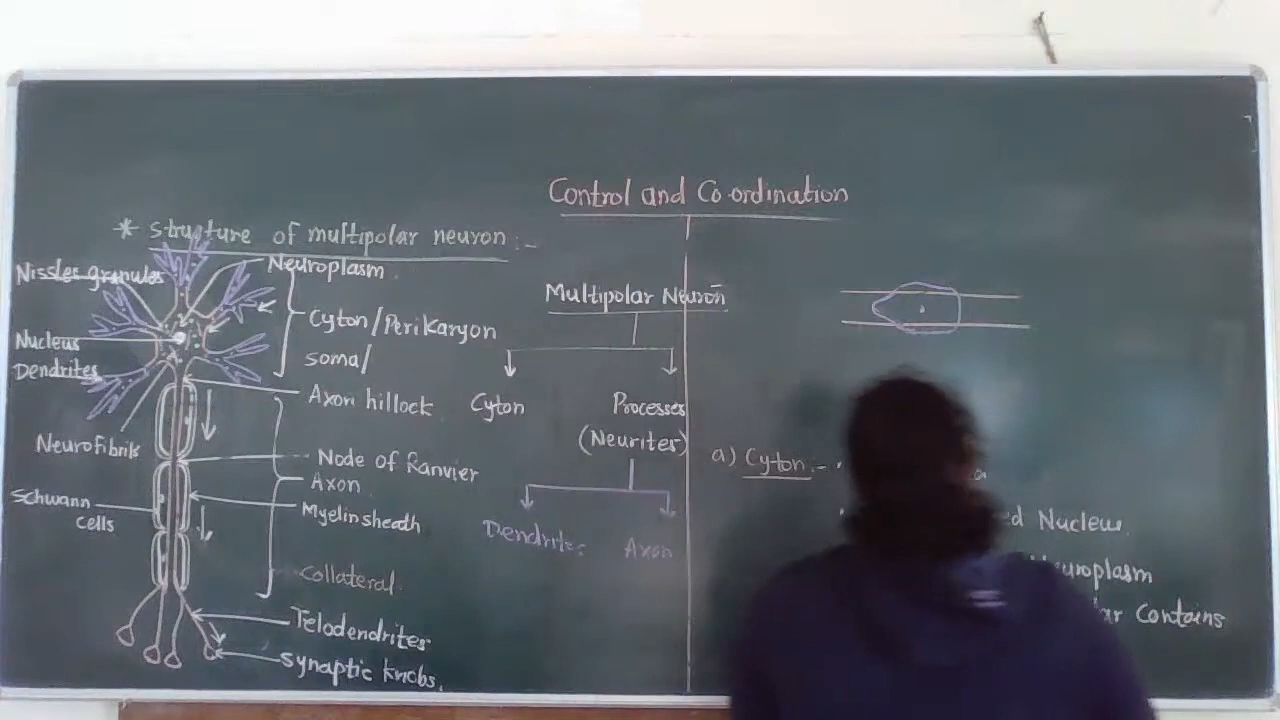 Control and Co ordination
* structure of multipolar neuron :-
Nissles granules
Neuroplasm
Cyton/Perikaryon
soma/
Nucleus
Dendrites
Axon hillock
Neurofibrils
Node of Ranvier
Axon
Schwann
cells
Myelin sheath
Collateral
Telodendrites
synaptic knobs.
Multipolar Neuron
Cyton
Processes
(Neurites)
Dendrites
Axon
a) Cyton :-
ed Nucleus
Neuroplasm
ar Contains